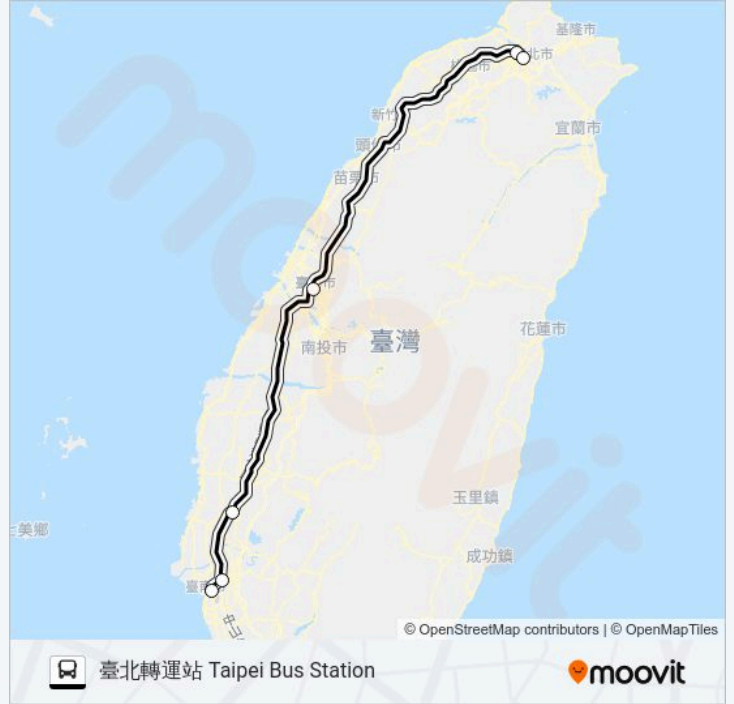 基隆市
北市
宜蘭市
新竹
苗栗市
花蓮市
南投市
臺灣
玉里鎮
美鄉
成功鎮
臺南
moovit
© OpenStreetMap contributors | © OpenMapTiles
臺北轉運站 Taipei Bus Station
moovit